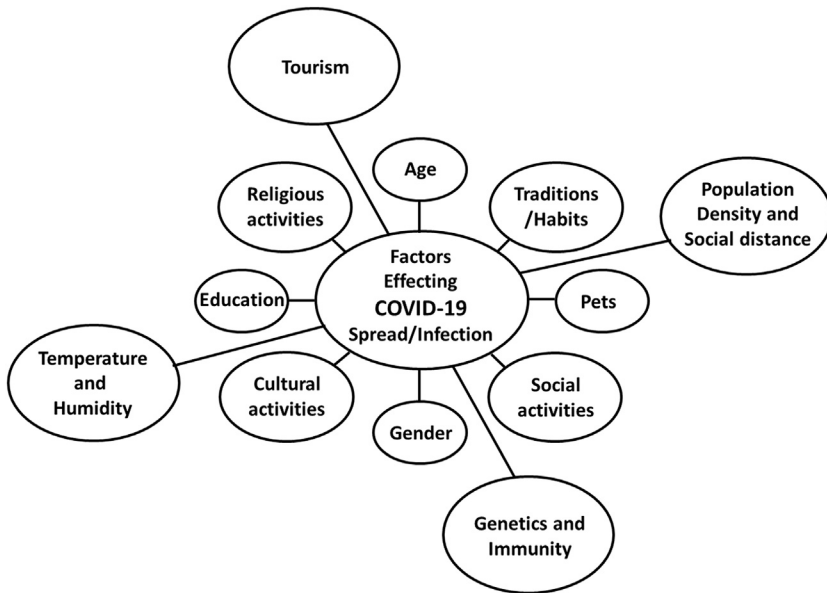 Tourism
Age
Religious
activities
Traditions
/Habits
Population
Density and
Social distance
Factors
Effecting
COVID-19
Spread/Infection
Education
Pets
Temperature
and
Humidity
Cultural
activities
Social
activities
Gender
Genetics and
Immunity